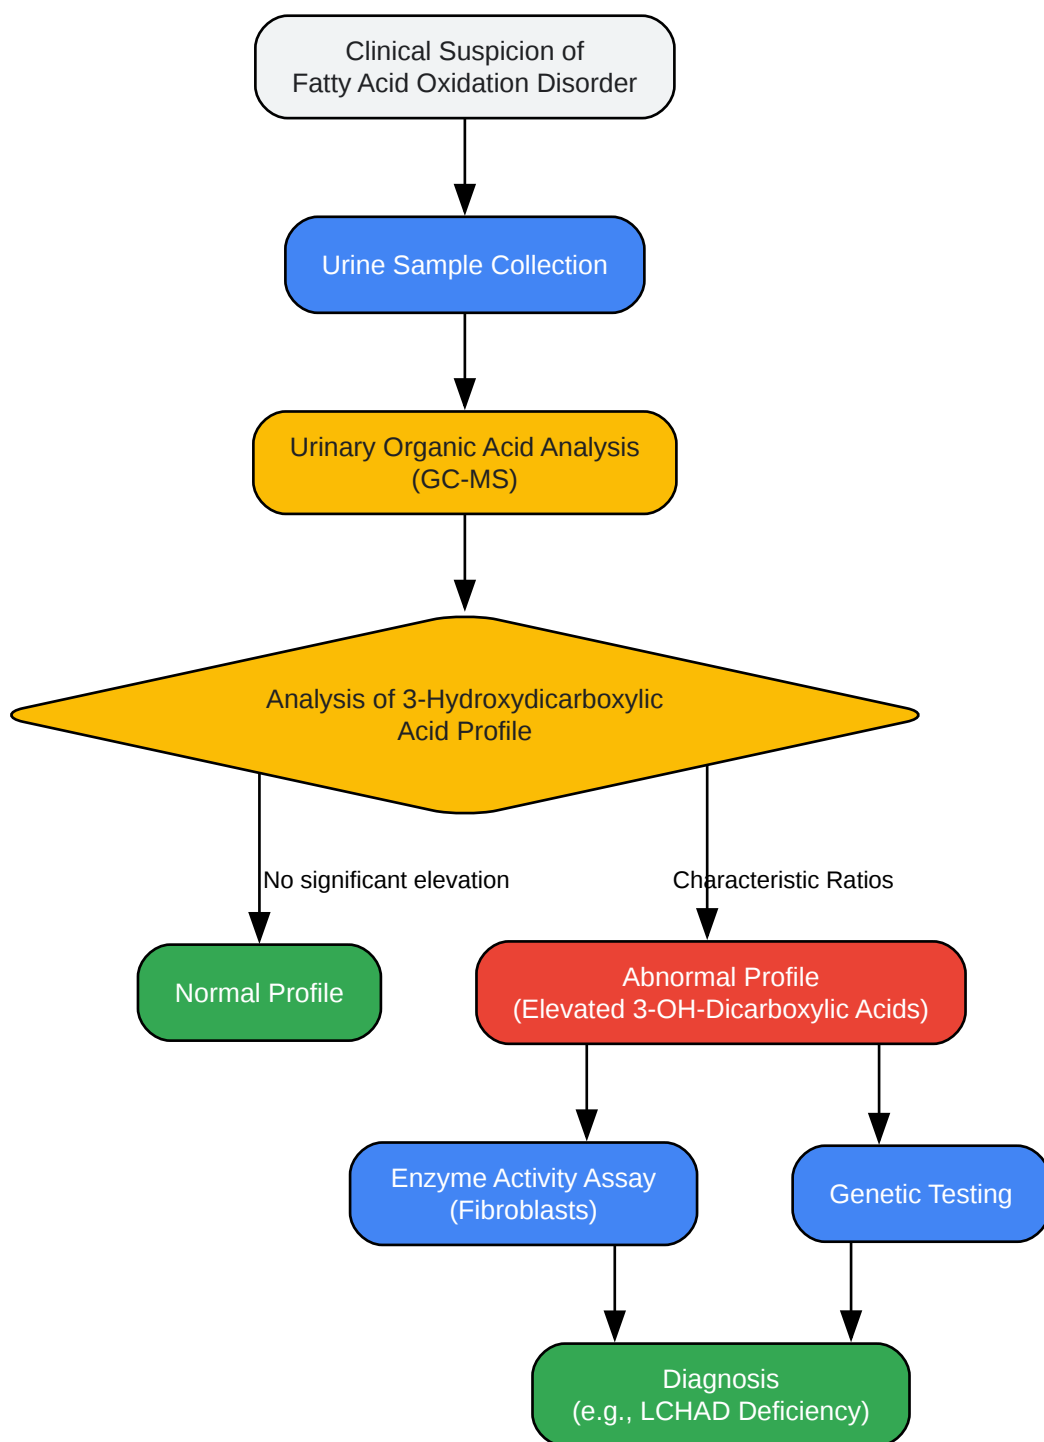 Clinical Suspicion of
Fatty Acid Oxidation Disorder
Urine Sample Collection
Urinary Organic Acid Analysis
(GC-MS)
Analysis of 3-Hydroxydicarboxylic
Acid Profile
No significant elevation
Characteristic Ratios
Normal Profile
Abnormal Profile
(Elevated 3-OH-Dicarboxylic Acids)
Enzyme Activity Assay
(Fibroblasts)
Genetic Testing
Diagnosis
(e.g., LCHAD Deficiency)